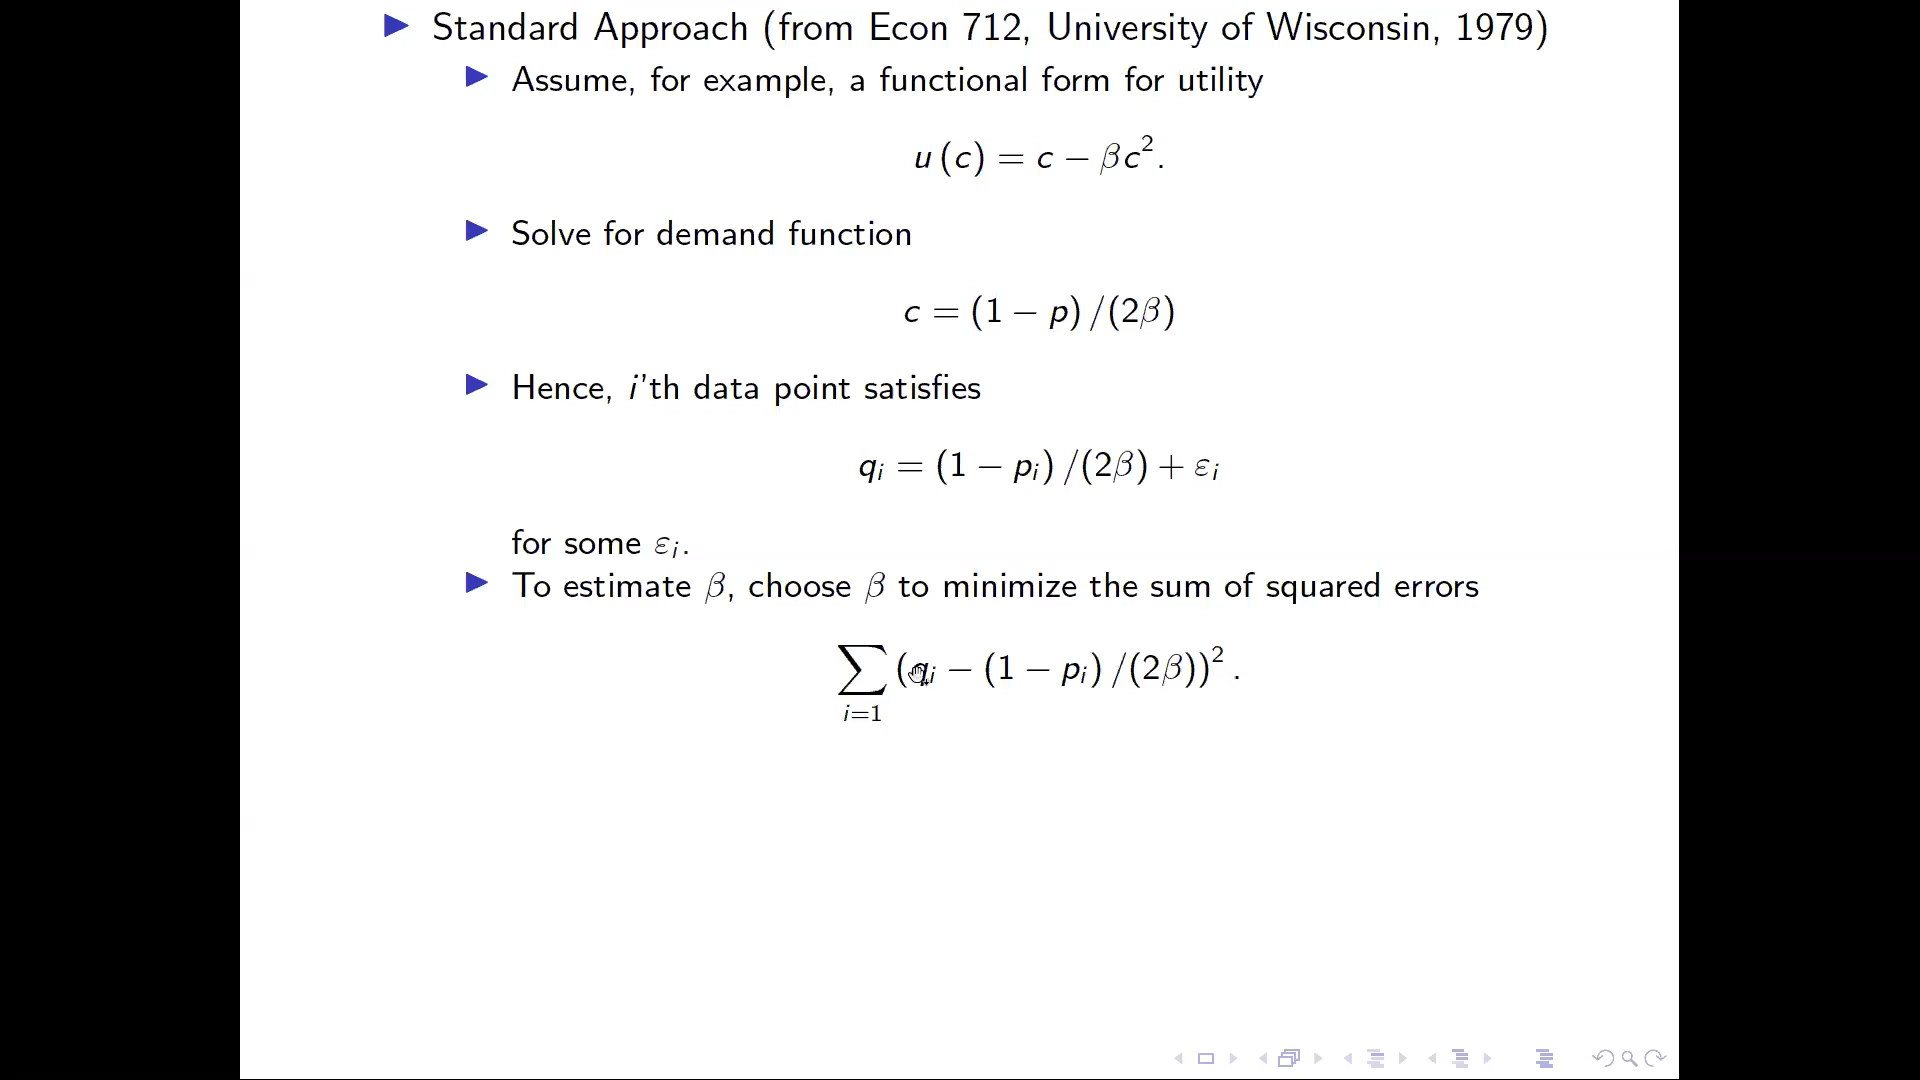 Standard Approach (from Econ 712, University of Wisconsin, 1979)
Assume, for example, a functional form for utility
u (c) = c − βc².
Solve for demand function
c = (1 − p) /(2β)
Hence, i’th data point satisfies
qᵢ = (1 − pᵢ) /(2β) + εᵢ
for some εᵢ.
To estimate β, choose β to minimize the sum of squared errors
∑ (qᵢ − (1 − pᵢ) /(2β))² .
i=1